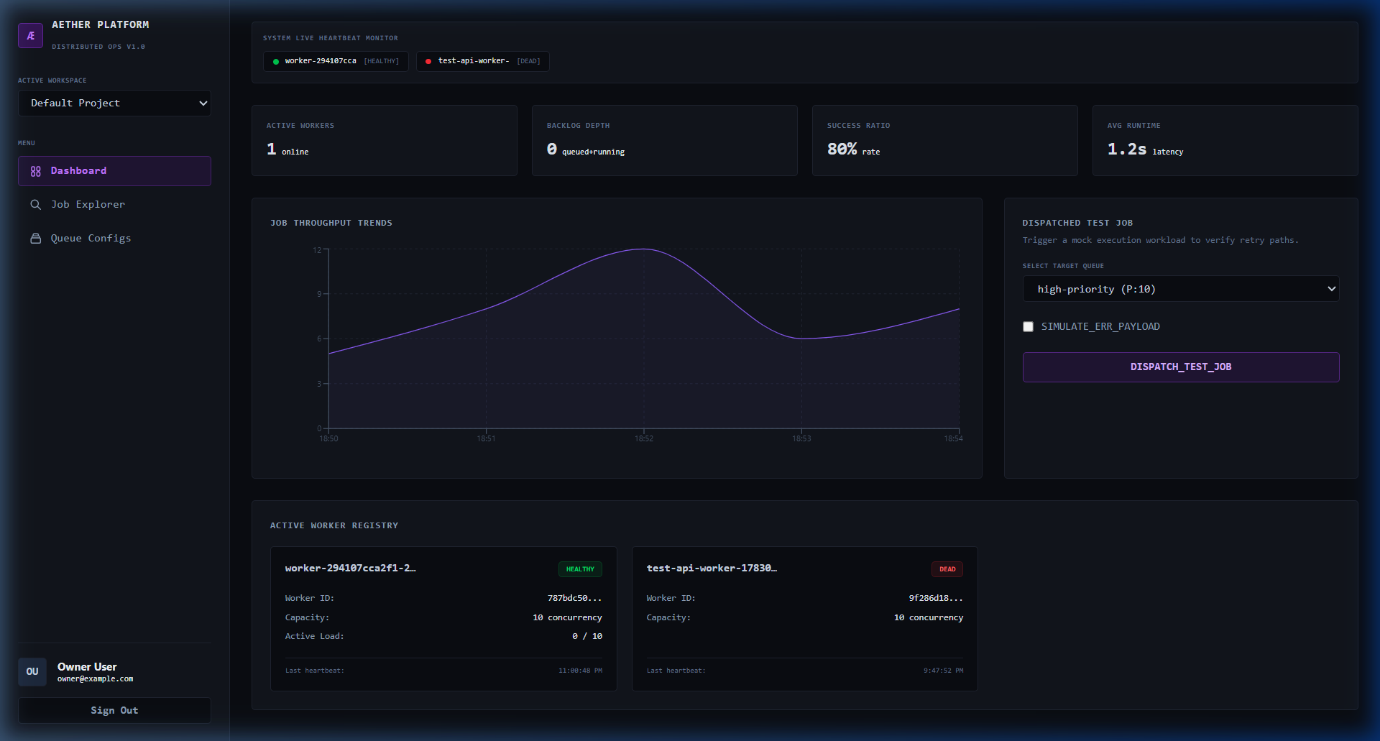 Æ
AETHER PLATFORM
DISTRIBUTED OPS V1.0
ACTIVE WORKSPACE
Default Project
MENU
Dashboard
Job Explorer
Queue Configs
OU
Owner User
owner@example.com
Sign Out
SYSTEM LIVE HEARTBEAT MONITOR
worker-294107cca [HEALTHY] test-api-worker- [DEAD]
ACTIVE WORKERS
1 online
BACKLOG DEPTH
0 queued+running
SUCCESS RATIO
80% rate
AVG RUNTIME
1.2s latency
JOB THROUGHPUT TRENDS
12
9
6
3
0
18:50 18:51 18:52 18:53 18:54
DISPATCHED TEST JOB
Trigger a mock execution workload to verify retry paths.
SELECT TARGET QUEUE
high-priority (P:10)
SIMULATE_ERR_PAYLOAD
DISPATCH_TEST_JOB
ACTIVE WORKER REGISTRY
worker-294107cca2f1-2… HEALTHY
Worker ID: 787bdc50...
Capacity: 10 concurrency
Active Load: 0 / 10
Last heartbeat: 11:00:48 PM
test-api-worker-17830… DEAD
Worker ID: 9f286d18...
Capacity: 10 concurrency
Last heartbeat: 9:47:52 PM